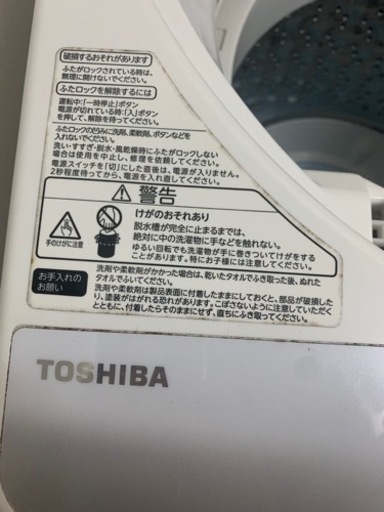 破損するおそれがあります
ふたがロックされている時は、
無理に開けないでください。
ふたロックを解除するには
運転中:「一時停止」ボタン
電源が切れている時:「入」ボタン
を押して、解除を待ってください。
ふたロックの凹みに洗剤、柔軟剤、ボタンなどを
入れないでください。
洗い・すすぎ・脱水・風乾燥時にふたがロックしない
場合は使用を中止し、修理を依頼してください。
電源スイッチを「切」にした直後は、電源が入りません。
2秒程度待ってから、電源を入れ直してください。
警告
手のけがに注意
けがのおそれあり
脱水槽が完全に止まるまでは、
絶対に中の洗濯物に手などを触れない。
ゆるい回転でも洗濯物が手に巻きついてけがをする
ことがあります。特にお子様にはご注意ください。
お手入れの
お願い
洗剤や柔軟剤がかかった場合は、乾いたタオルでふき取った後、ぬれた
タオルでふいてください。
洗剤や柔軟剤は製品表面に付着したままにしておくと、部品が破損した
り、塗装がはがれる恐れがあります。こぼさないように注意していただく
とともに、付着したらそのままにせず、直ちにふき取ってください。
TOSHIBA